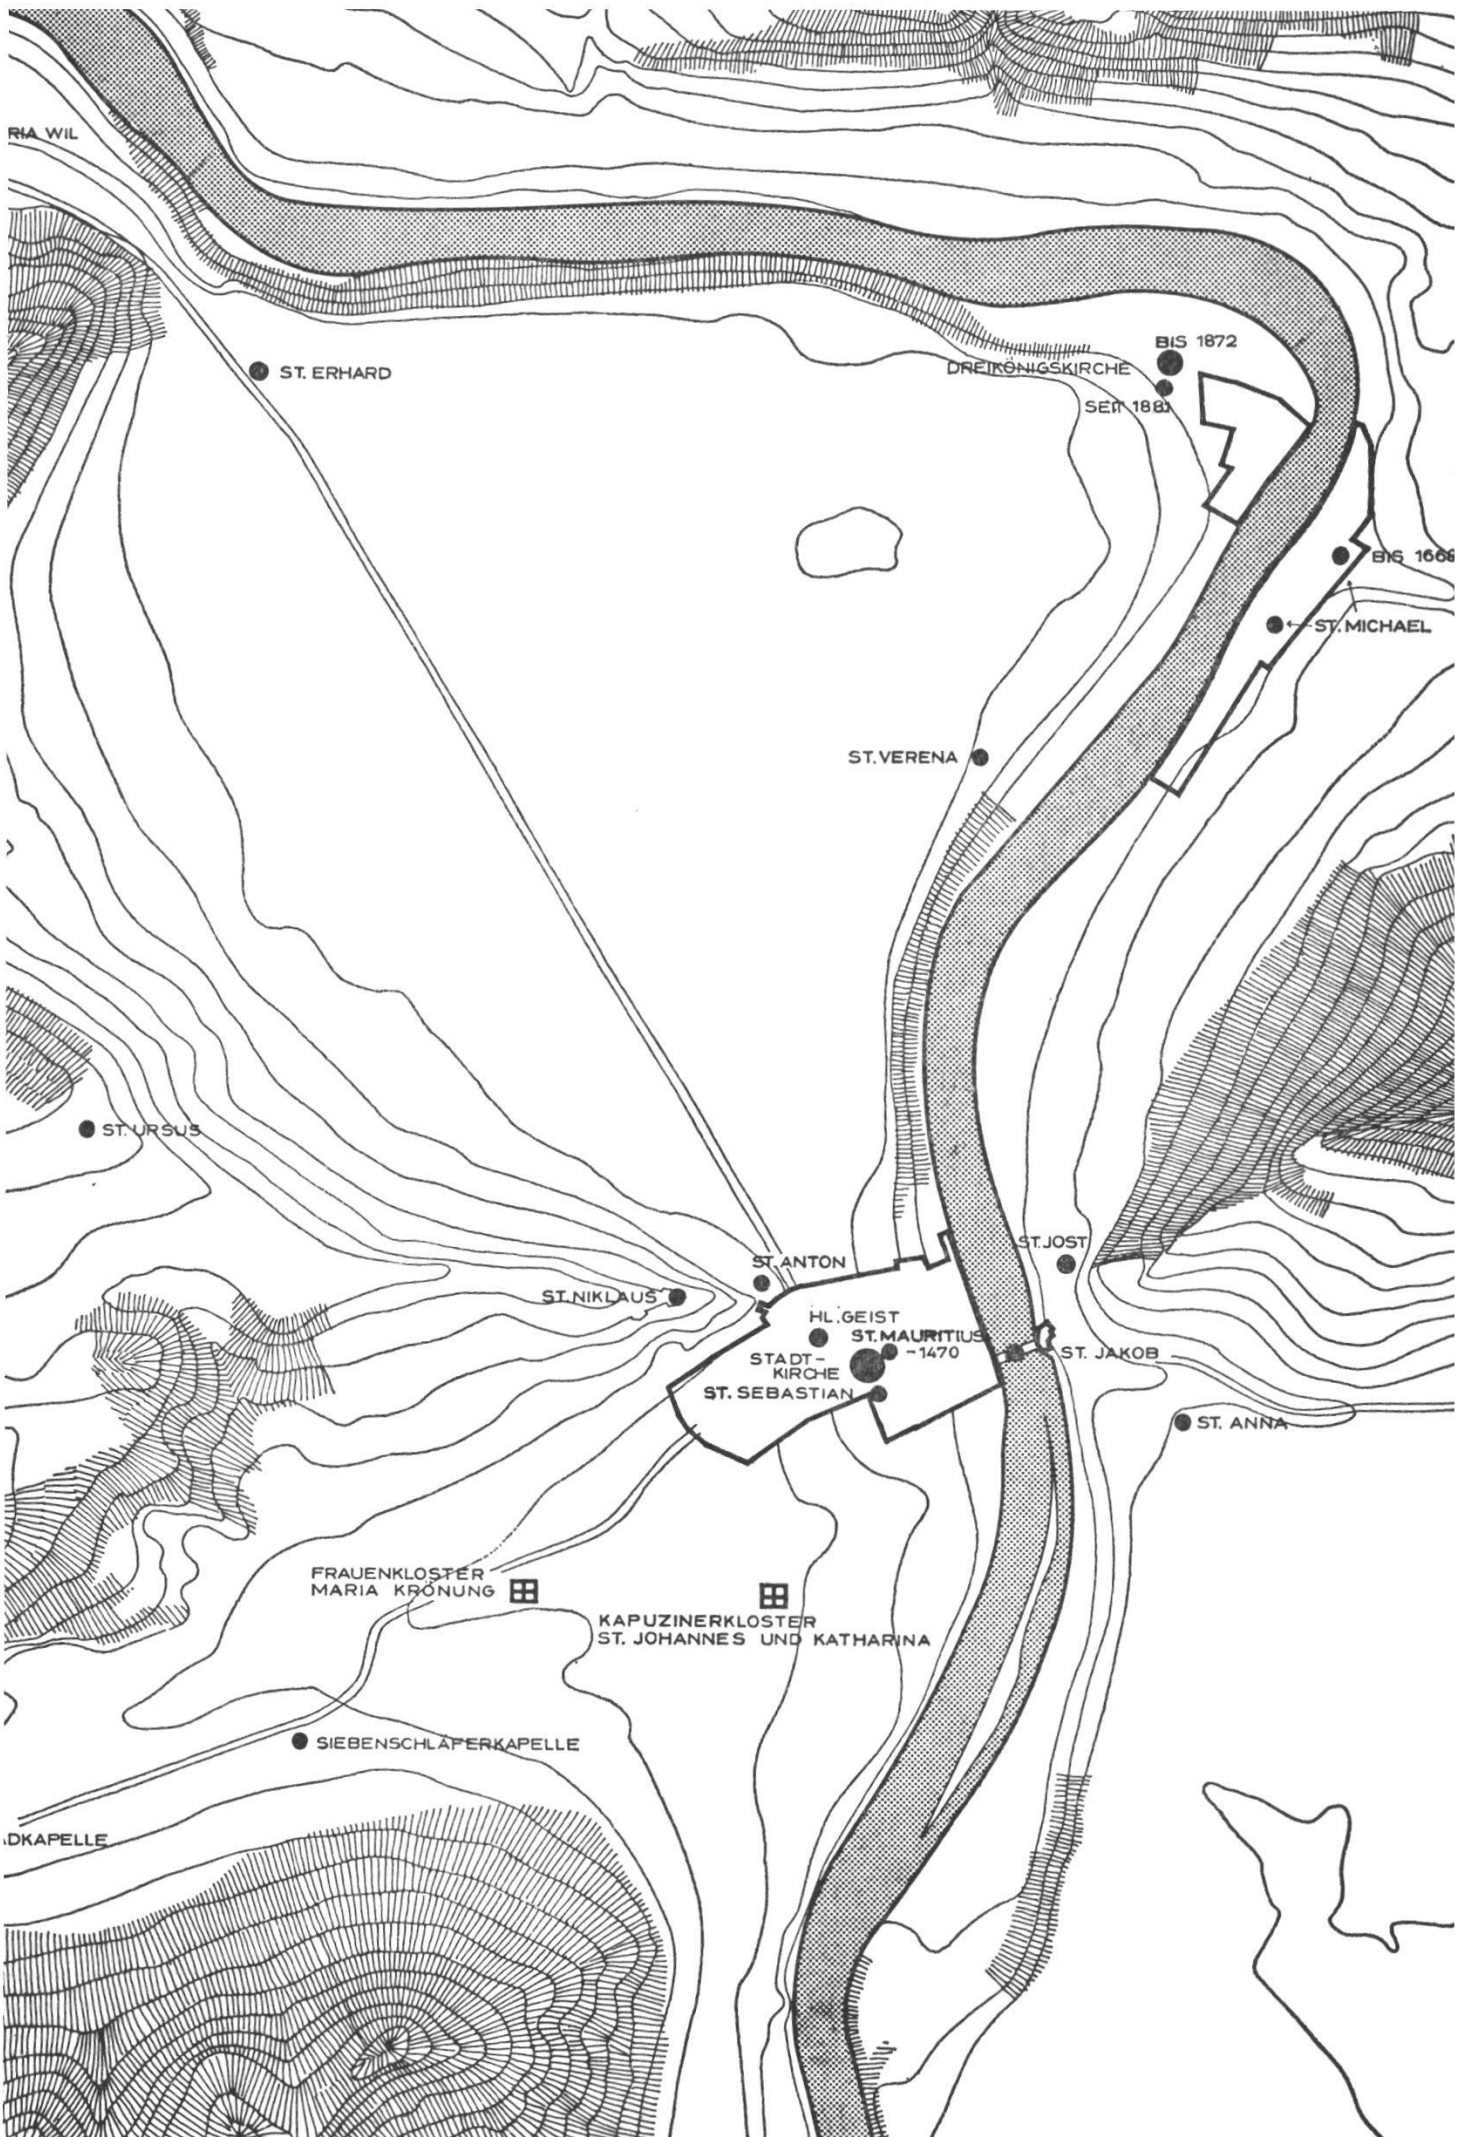 RIA WIL
BIS 1872
DREIKÖNIGSKIRCHE
SEIT 1881
ST. ERHARD
BIS 1668
ST. MICHAEL
ST. VERENA
ST. URSUS
ST. JOST
ST. ANTON
ST. NIKLAUS
HL. GEIST
ST. MAURITIUS
-1470
STADT-
KIRCHE
ST. JAKOB
ST. SEBASTIAN
ST. ANNA
FRAUENKLOSTER
MARIA KRÖNUNG
KAPUZINERKLOSTER
ST. JOHANNES UND KATHARINA
SIEBENSCHLÄFERKAPELLE
ADKAPELLE